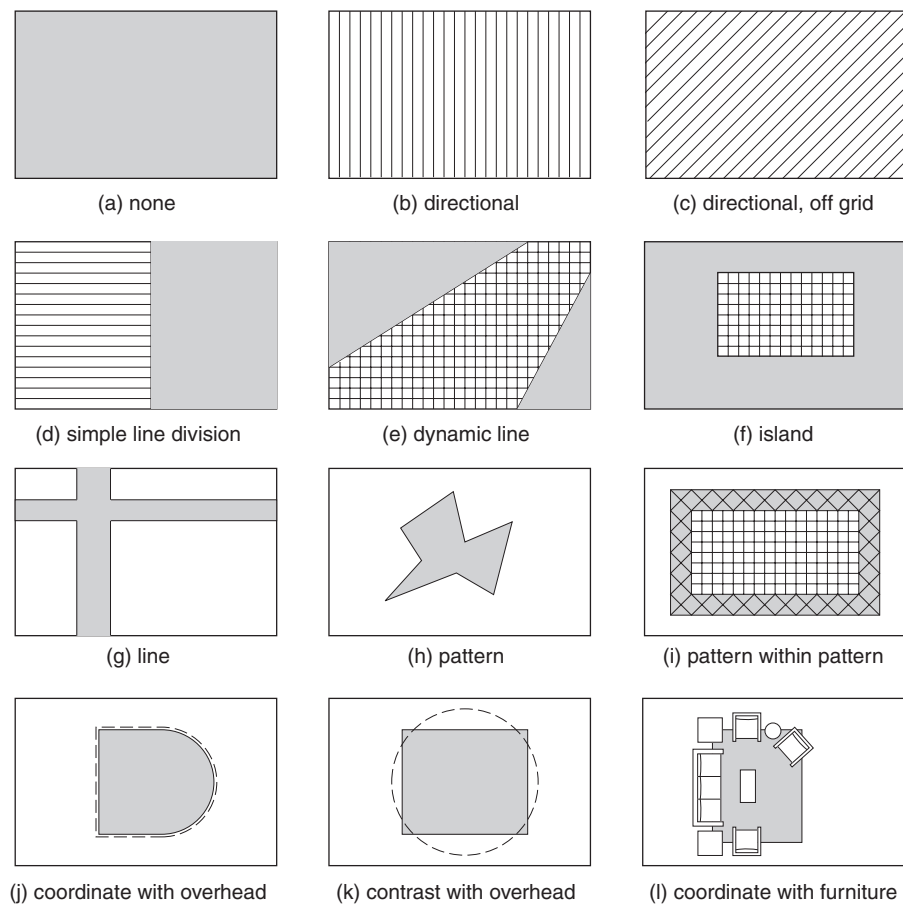 (a) none
(b) directional
(c) directional, off grid
(d) simple line division
(e) dynamic line
(f) island
(g) line
(h) pattern
(i) pattern within pattern
(j) coordinate with overhead
(k) contrast with overhead
(l) coordinate with furniture